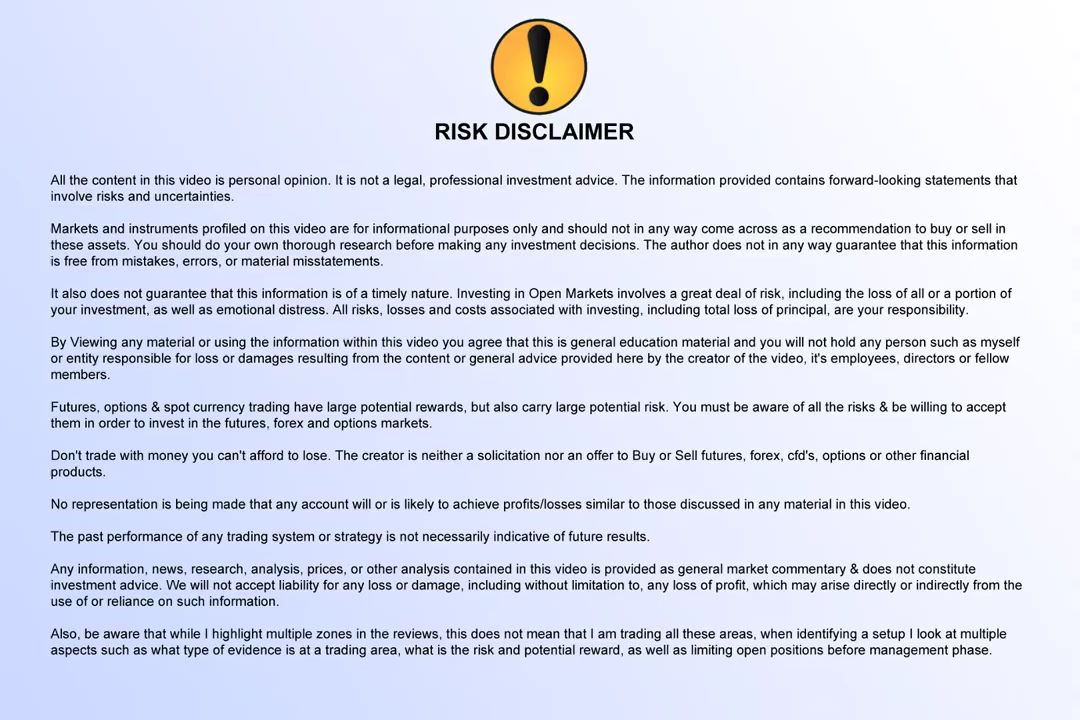 RISK DISCLAIMER
All the content in this video is personal opinion. It is not a legal, professional investment advice. The information provided contains forward-looking statements that
involve risks and uncertainties.
Markets and instruments profiled on this video are for informational purposes only and should not in any way come across as a recommendation to buy or sell in
these assets. You should do your own thorough research before making any investment decisions. The author does not in any way guarantee that this information
is free from mistakes, errors, or material misstatements.
It also does not guarantee that this information is of a timely nature. Investing in Open Markets involves a great deal of risk, including the loss of all or a portion of
your investment, as well as emotional distress. All risks, losses and costs associated with investing, including total loss of principal, are your responsibility.
By Viewing any material or using the information within this video you agree that this is general education material and you will not hold any person such as myself
or entity responsible for loss or damages resulting from the content or general advice provided here by the creator of the video, it's employees, directors or fellow
members.
Futures, options & spot currency trading have large potential rewards, but also carry large potential risk. You must be aware of all the risks & be willing to accept
them in order to invest in the futures, forex and options markets.
Don't trade with money you can't afford to lose. The creator is neither a solicitation nor an offer to Buy or Sell futures, forex, cfd's, options or other financial
products.
No representation is being made that any account will or is likely to achieve profits/losses similar to those discussed in any material in this video.
The past performance of any trading system or strategy is not necessarily indicative of future results.
Any information, news, research, analysis, prices, or other analysis contained in this video is provided as general market commentary & does not constitute
investment advice. We will not accept liability for any loss or damage, including without limitation to, any loss of profit, which may arise directly or indirectly from the
use of or reliance on such information.
Also, be aware that while I highlight multiple zones in the reviews, this does not mean that I am trading all these areas, when identifying a setup I look at multiple
aspects such as what type of evidence is at a trading area, what is the risk and potential reward, as well as limiting open positions before management phase.